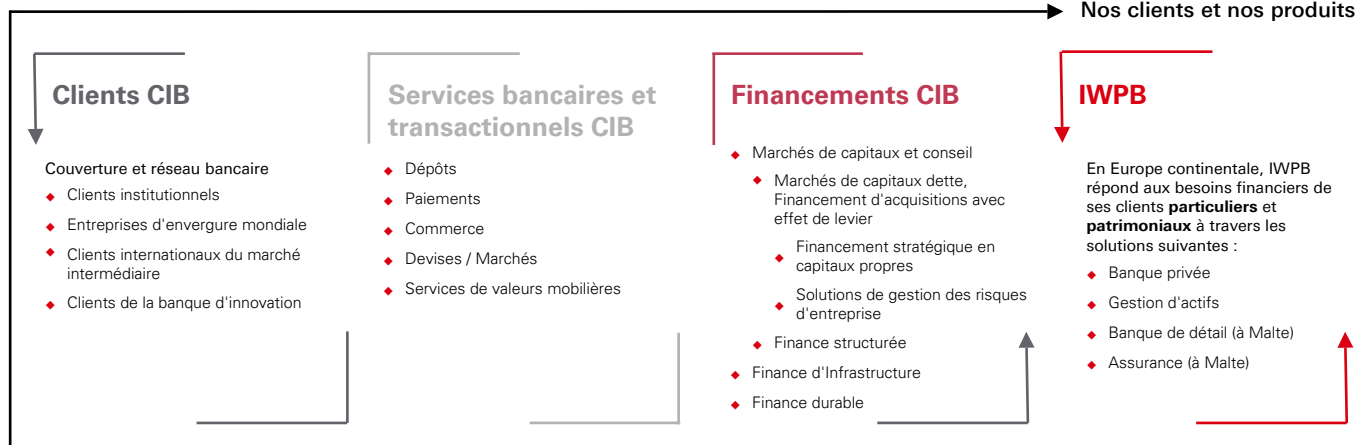 Nos clients et nos produits
Clients CIB
Couverture et réseau bancaire
Clients institutionnels
Entreprises d'envergure mondiale
Clients internationaux du marché
intermédiaire
Clients de la banque d'innovation
Services bancaires et
transactionnels CIB
Dépôts
Paiements
Commerce
Devises / Marchés
Services de valeurs mobilières
Financements CIB
Marchés de capitaux et conseil
Marchés de capitaux dette,
Financement d'acquisitions avec
effet de levier
Financement stratégique en
capitaux propres
Solutions de gestion des risques
d'entreprise
Finance structurée
Finance d'Infrastructure
Finance durable
IWPB
En Europe continentale, IWPB
répond aux besoins financiers de
ses clients particuliers et
patrimoniaux à travers les
solutions suivantes :
Banque privée
Gestion d'actifs
Banque de détail (à Malte)
Assurance (à Malte)